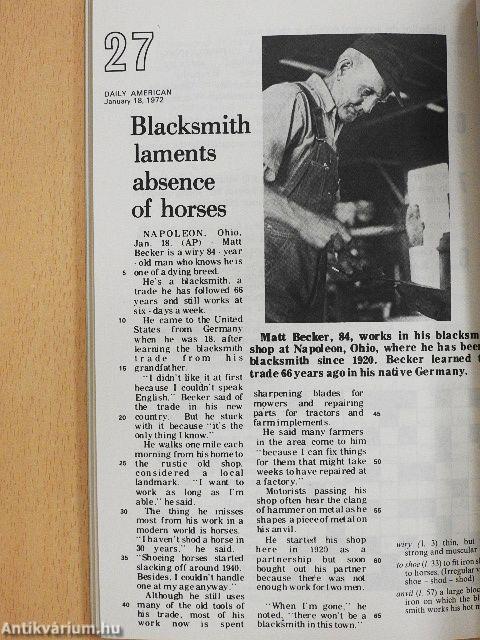 27
DAILY AMERICAN
January 18, 1972
Blacksmith
laments
absence
of horses
NAPOLEON, Ohio,
Jan. 18. (AP) - Matt
Becker is a wiry 84 - year
- old man who knows he is
5 one of a dying breed.
He's a blacksmith, a
trade he has followed 66
years and still works at
six - days a week.
10 He came to the United
States from Germany
when he was 18, after
learning the blacksmith
trade from his
15 grandfather.
"I didn't like it at first
because I couldn't speak
English," Becker said of
the trade in his new
20 country. But he stuck
with it because "it's the
only thing I know."
He walks one mile each
morning from his home to
25 the rustic old shop,
considered a local
landmark. "I want to
work as long as I'm
able," he said.
30 The thing he misses
most from his work in a
modern world is horses.
"I haven't shod a horse in
30 years," he said.
35 "Shoeing horses started
slacking off around 1940.
Besides, I couldn't handle
one at my age anyway."
Although he still uses
40 many of the old tools of
his trade, most of his
work now is spent
Matt Becker, 84, works in his blacksm
shop at Napoleon, Ohio, where he has bee
blacksmith since 1920. Becker learned t
trade 66 years ago in his native Germany.
sharpening blades for
mowers and repairing
parts for tractors and 45
farm implements.
He said many farmers
in the area come to him
"because I can fix things
for them that might take 50
weeks to have repaired at
a factory."
Motorists passing his
shop often hear the clang
of hammer on metal as he 55
shapes a piece of metal on
his anvil.
He started his shop
here in 1920 as a
partnership but soon 60
bought out his partner
because there was not
enough work for two men.
"When I'm gone," he
noted, "there won't be a 65
blacksmith in this town."
wiry (l. 3) thin, but
strong and muscular
to shoe (l. 33) to fit iron sh
to horses. (Irregular v
shoe - shod - shod)
anvil (l. 57) a large bloc
iron on which the bl
smith works his hot m
Antikvárium.hu